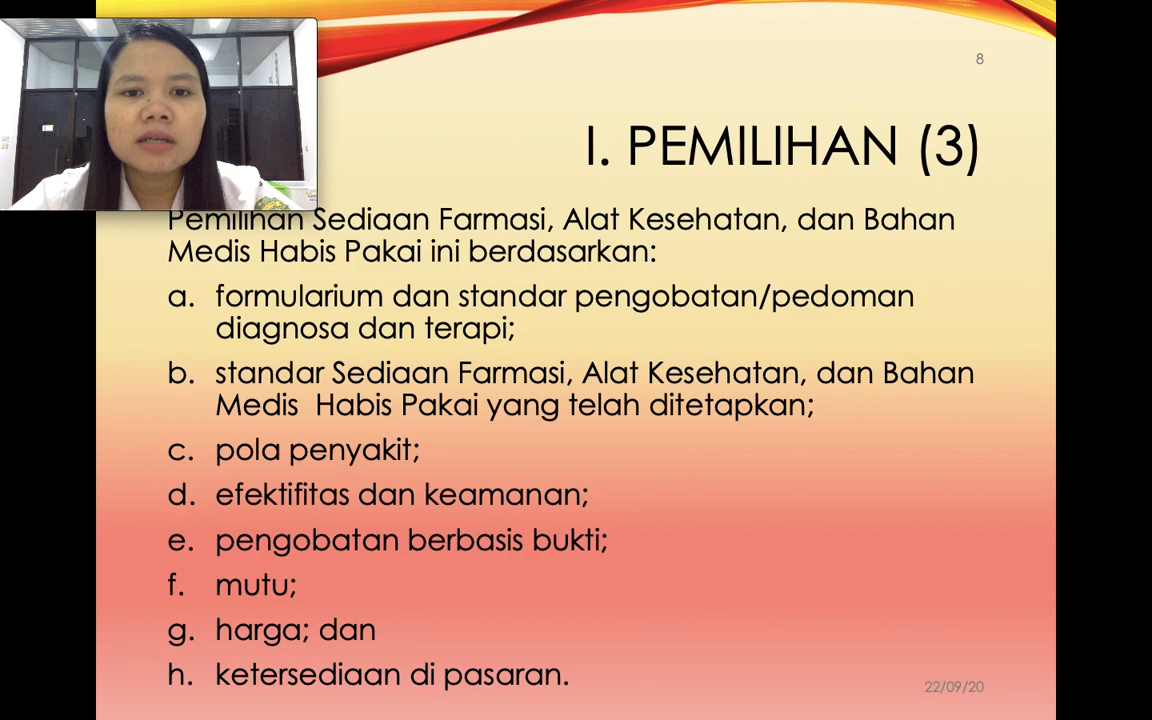 8
I. PEMILIHAN (3)
Pemilihan Sediaan Farmasi, Alat Kesehatan, dan Bahan
Medis Habis Pakai ini berdasarkan:
a. formularium dan standar pengobatan/pedoman
diagnosa dan terapi;
b. standar Sediaan Farmasi, Alat Kesehatan, dan Bahan
Medis  Habis Pakai yang telah ditetapkan;
c. pola penyakit;
d. efektifitas dan keamanan;
e. pengobatan berbasis bukti;
f. mutu;
g. harga; dan
h. ketersediaan di pasaran.
22/09/20